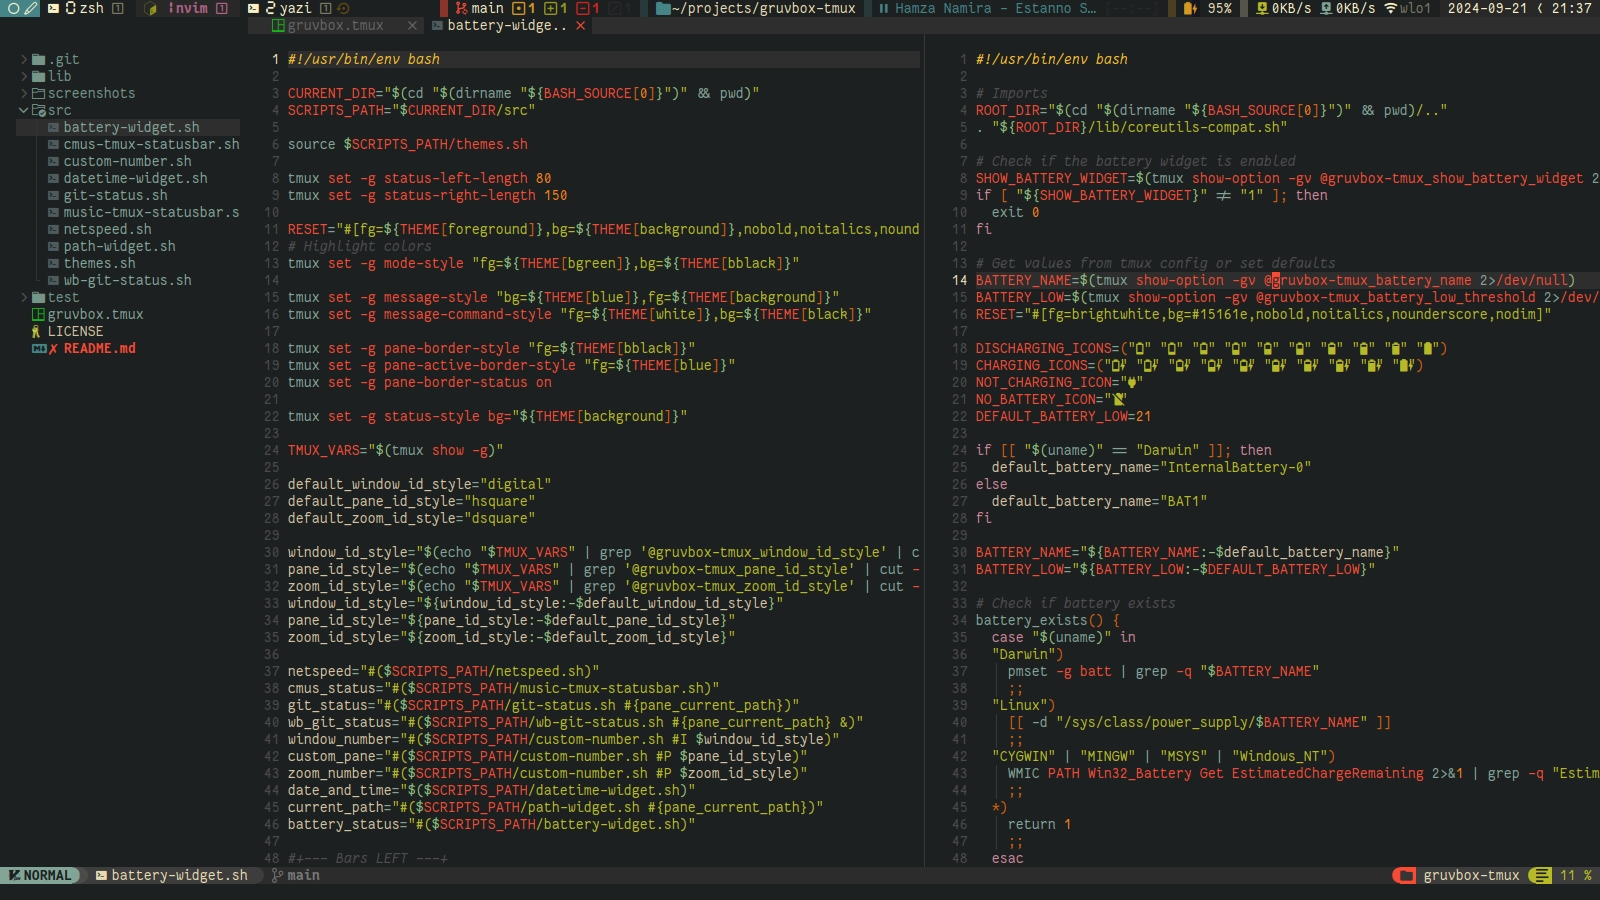 0 zsh 1 nvim 1 2 yazi 1 main 1 1 1 1 ~/projects/gruvbox-tmux Hamza Namira - Estanno S… 95% 0KB/s 0KB/s wlo1 2024-09-21 ❬ 21:37
gruvbox.tmux × battery-widge.. ×
.git
lib
screenshots
src
battery-widget.sh
cmus-tmux-statusbar.sh
custom-number.sh
datetime-widget.sh
git-status.sh
music-tmux-statusbar.s
netspeed.sh
path-widget.sh
themes.sh
wb-git-status.sh
test
gruvbox.tmux
LICENSE
README.md
1 #!/usr/bin/env bash
2
3 CURRENT_DIR="$(cd "$(dirname "${BASH_SOURCE[0]}")" && pwd)"
4 SCRIPTS_PATH="$CURRENT_DIR/src"
5
6 source $SCRIPTS_PATH/themes.sh
7
8 tmux set -g status-left-length 80
9 tmux set -g status-right-length 150
10
11 RESET="#[fg=${THEME[foreground]},bg=${THEME[background]},nobold,noitalics,nound
12 # Highlight colors
13 tmux set -g mode-style "fg=${THEME[bgreen]},bg=${THEME[bblack]}"
14
15 tmux set -g message-style "bg=${THEME[blue]},fg=${THEME[background]}"
16 tmux set -g message-command-style "fg=${THEME[white]},bg=${THEME[black]}"
17
18 tmux set -g pane-border-style "fg=${THEME[bblack]}"
19 tmux set -g pane-active-border-style "fg=${THEME[blue]}"
20 tmux set -g pane-border-status on
21
22 tmux set -g status-style bg="${THEME[background]}"
23
24 TMUX_VARS="$(tmux show -g)"
25
26 default_window_id_style="digital"
27 default_pane_id_style="hsquare"
28 default_zoom_id_style="dsquare"
29
30 window_id_style="$(echo "$TMUX_VARS" | grep '@gruvbox-tmux_window_id_style' | c
31 pane_id_style="$(echo "$TMUX_VARS" | grep '@gruvbox-tmux_pane_id_style' | cut -
32 zoom_id_style="$(echo "$TMUX_VARS" | grep '@gruvbox-tmux_zoom_id_style' | cut -
33 window_id_style="${window_id_style:-$default_window_id_style}"
34 pane_id_style="${pane_id_style:-$default_pane_id_style}"
35 zoom_id_style="${zoom_id_style:-$default_zoom_id_style}"
36
37 netspeed="#($SCRIPTS_PATH/netspeed.sh)"
38 cmus_status="#($SCRIPTS_PATH/music-tmux-statusbar.sh)"
39 git_status="#($SCRIPTS_PATH/git-status.sh #{pane_current_path})"
40 wb_git_status="#($SCRIPTS_PATH/wb-git-status.sh #{pane_current_path} &)"
41 window_number="#($SCRIPTS_PATH/custom-number.sh #I $window_id_style)"
42 custom_pane="#($SCRIPTS_PATH/custom-number.sh #P $pane_id_style)"
43 zoom_number="#($SCRIPTS_PATH/custom-number.sh #P $zoom_id_style)"
44 date_and_time="$($SCRIPTS_PATH/datetime-widget.sh)"
45 current_path="#($SCRIPTS_PATH/path-widget.sh #{pane_current_path})"
46 battery_status="#($SCRIPTS_PATH/battery-widget.sh)"
47
48 #+--- Bars LEFT ---+
1 #!/usr/bin/env bash
2
3 # Imports
4 ROOT_DIR="$(cd "$(dirname "${BASH_SOURCE[0]}")" && pwd)/.."
5 . "${ROOT_DIR}/lib/coreutils-compat.sh"
6
7 # Check if the battery widget is enabled
8 SHOW_BATTERY_WIDGET=$(tmux show-option -gv @gruvbox-tmux_show_battery_widget 2
9 if [ "${SHOW_BATTERY_WIDGET}" != "1" ]; then
10 exit 0
11 fi
12
13 # Get values from tmux config or set defaults
14 BATTERY_NAME=$(tmux show-option -gv @gruvbox-tmux_battery_name 2>/dev/null)
15 BATTERY_LOW=$(tmux show-option -gv @gruvbox-tmux_battery_low_threshold 2>/dev/
16 RESET="#[fg=brightwhite,bg=#15161e,nobold,noitalics,nounderscore,nodim]"
17
18 DISCHARGING_ICONS=("" "" "" "" "" "" "" "" "" "")
19 CHARGING_ICONS=("" "" "" "" "" "" "" "" "" "")
20 NOT_CHARGING_ICON=""
21 NO_BATTERY_ICON=""
22 DEFAULT_BATTERY_LOW=21
23
24 if [[ "$(uname)" == "Darwin" ]]; then
25 default_battery_name="InternalBattery-0"
26 else
27 default_battery_name="BAT1"
28 fi
29
30 BATTERY_NAME="${BATTERY_NAME:-$default_battery_name}"
31 BATTERY_LOW="${BATTERY_LOW:-$DEFAULT_BATTERY_LOW}"
32
33 # Check if battery exists
34 battery_exists() {
35 case "$(uname)" in
36 "Darwin")
37 pmset -g batt | grep -q "$BATTERY_NAME"
38 ;;
39 "Linux")
40 [[ -d "/sys/class/power_supply/$BATTERY_NAME" ]]
41 ;;
42 "CYGWIN" | "MINGW" | "MSYS" | "Windows_NT")
43 WMIC PATH Win32_Battery Get EstimatedChargeRemaining 2>&1 | grep -q "Estim
44 ;;
45 *)
46 return 1
47 ;;
48 esac
NORMAL battery-widget.sh main gruvbox-tmux 11 %